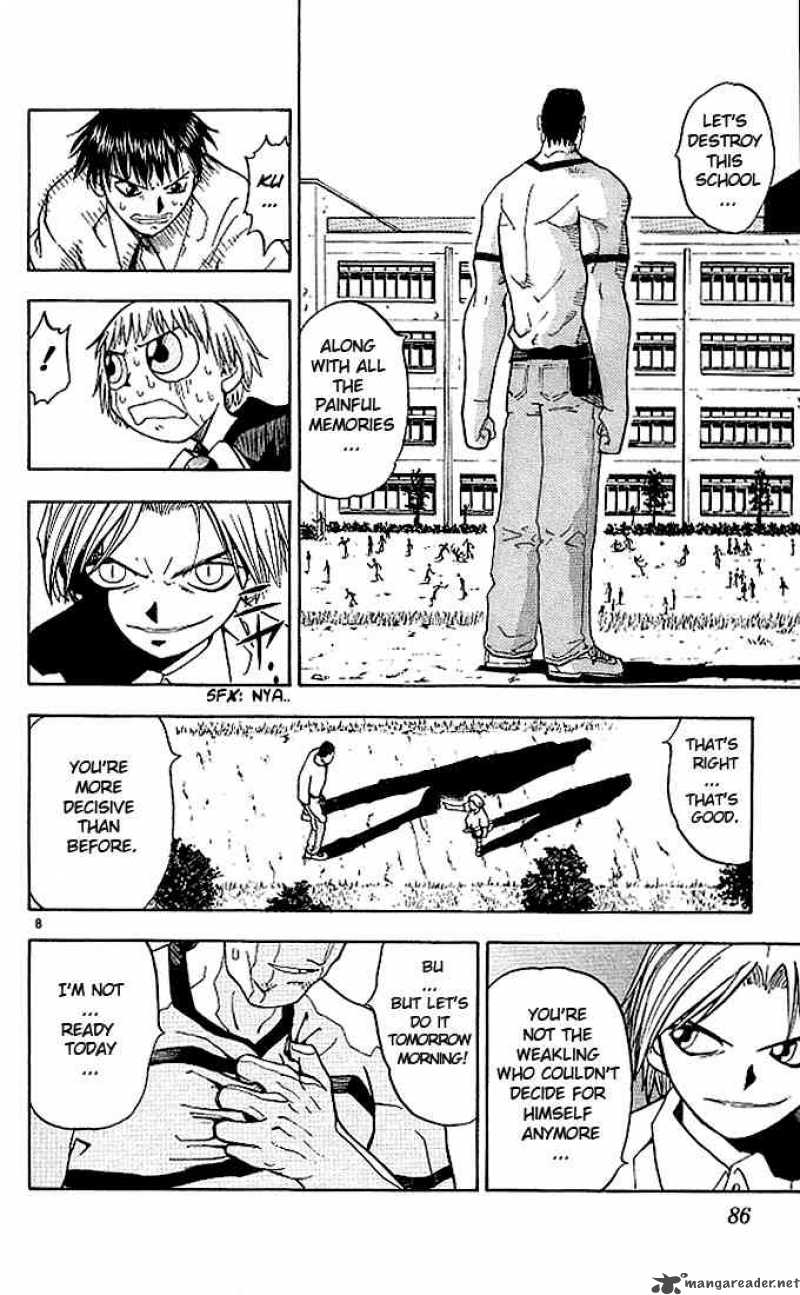 LET'S
DESTROY
THIS
SCHOOL
...
ALONG
WITH ALL
THE
PAINFUL
MEMORIES
...
KU
...
!
ニヤ
SFX: NYA..
THAT'S
RIGHT
...
THAT'S
GOOD.
YOU'RE
MORE
DECISIVE
THAN
BEFORE.
8
YOU'RE
NOT THE
WEAKLING
WHO COULDN'T
DECIDE FOR
HIMSELF
ANYMORE
...
BU
...
BUT LET'S
DO IT
TOMORROW
MORNING!
I'M NOT
...
READY
TODAY
...
86
mangareader.net